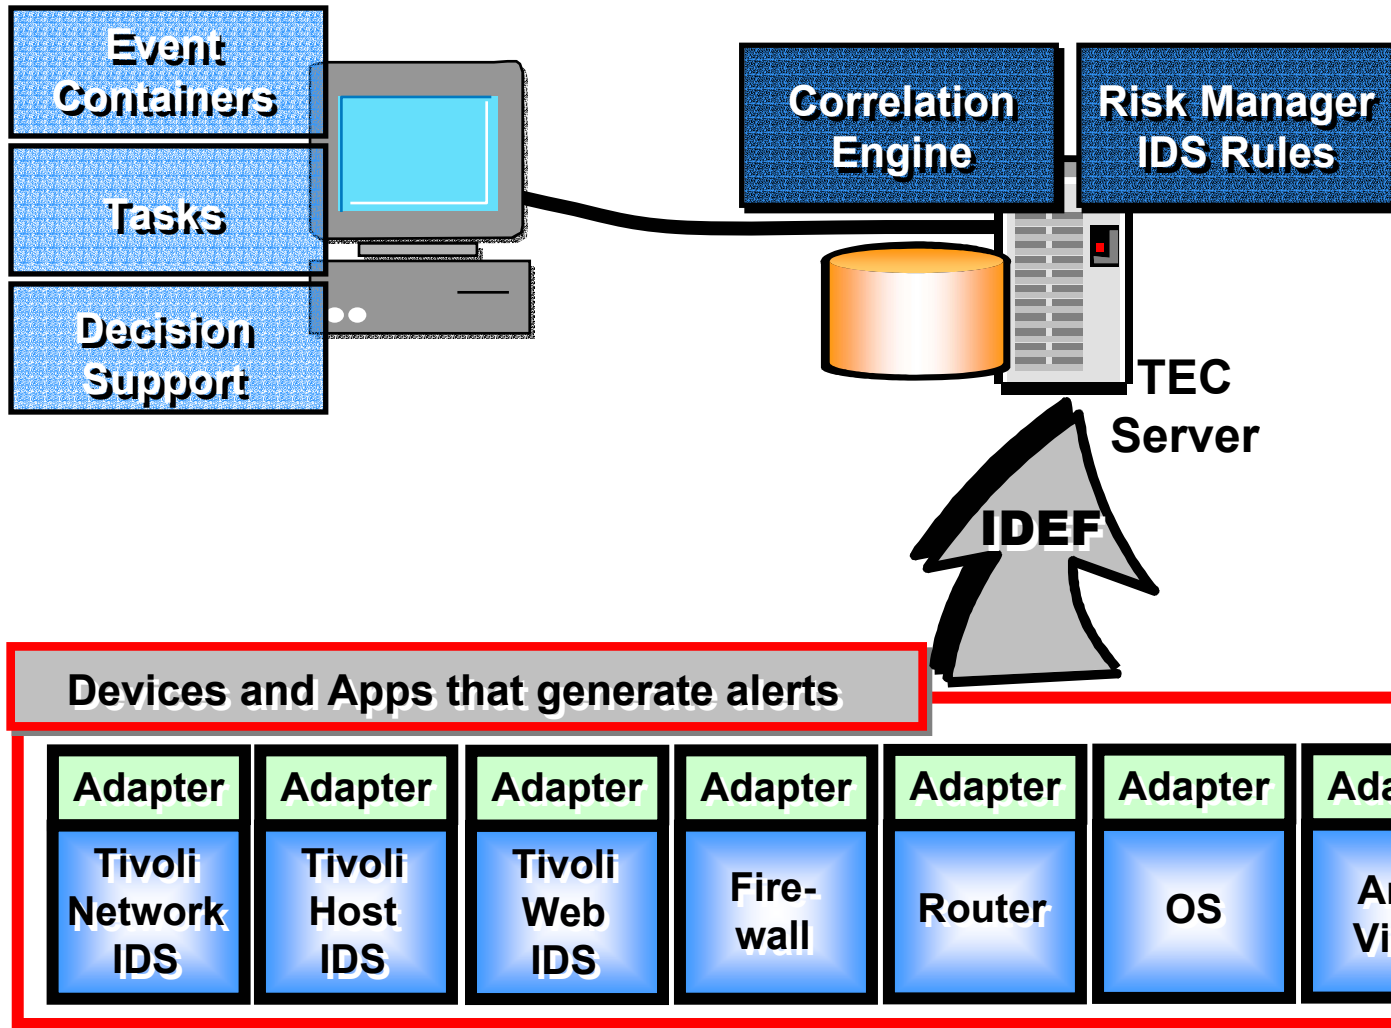 Event
Containers
Tasks
Decision
Support
Correlation
Engine
Risk Manager
IDS Rules
TEC
Server
IDEF
Devices and Apps that generate alerts
Adapter
Adapter
Adapter
Adapter
Adapter
Adapter
Tivoli
Network
IDS
Tivoli
Host
IDS
Tivoli
Web
IDS
Fire-
wall
Router
OS